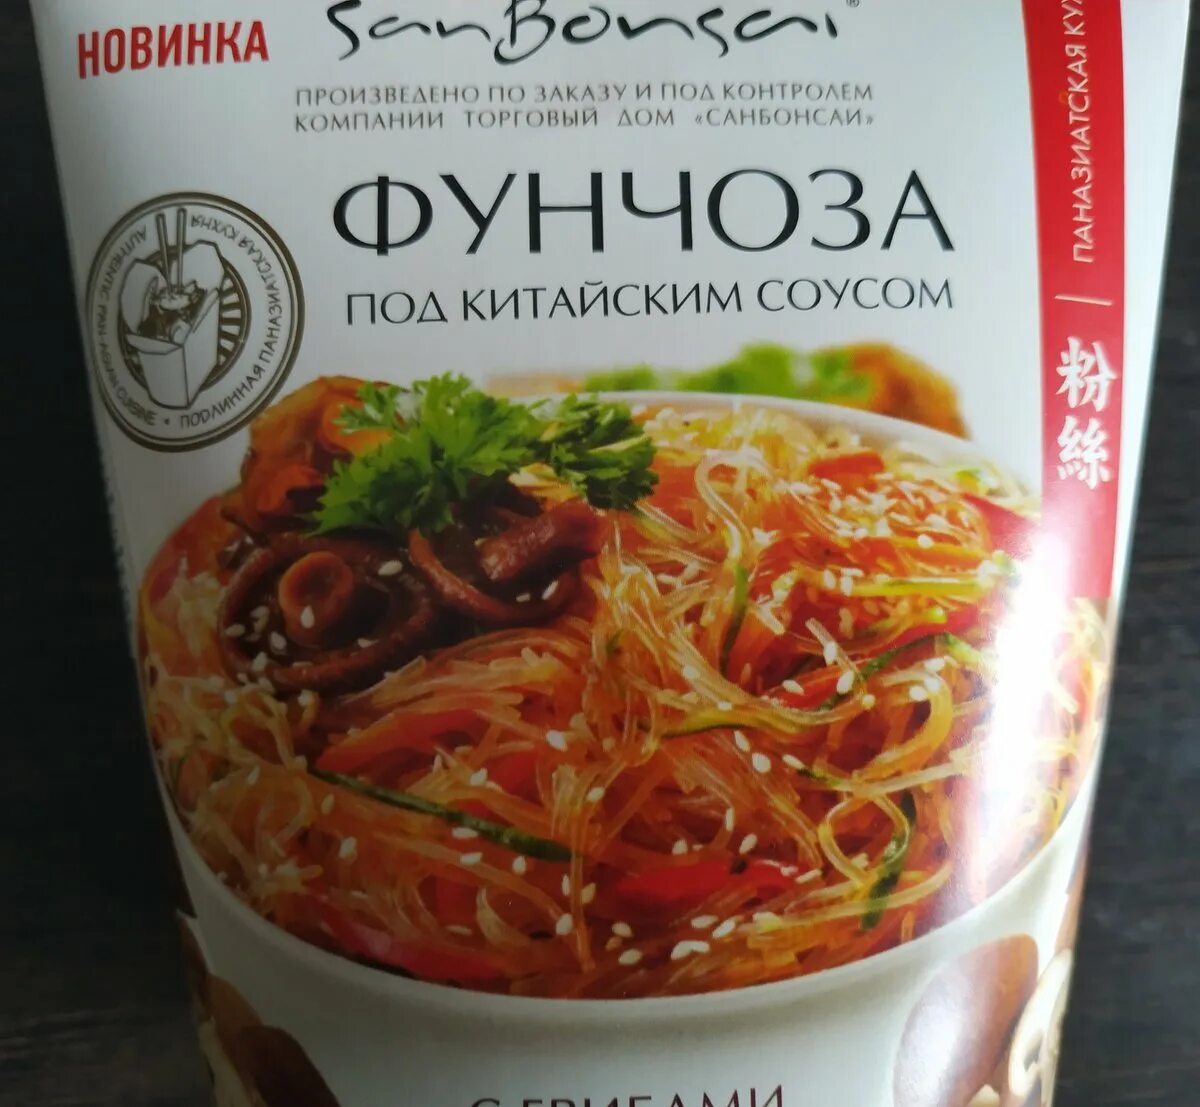 НОВИНКА
SanBonsai®
ПРОИЗВЕДЕНО ПО ЗАКАЗУ И ПОД КОНТРОЛЕМ
КОМПАНИИ ТОРГОВЫЙ ДОМ «САНБОНСАИ»
ФУНЧОЗА
ПОД КИТАЙСКИМ СОУСОМ
AUTHENTIC PAN-ASIAN CUISINE • ПОДЛИННАЯ ПАНАЗИАТСКАЯ КУХНЯ
粉絲 | ПАНАЗИАТСКАЯ
С ГРИБАМИ